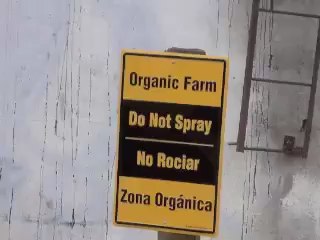 Organic Farm
Do Not Spray
No Rociar
Zona Orgánica